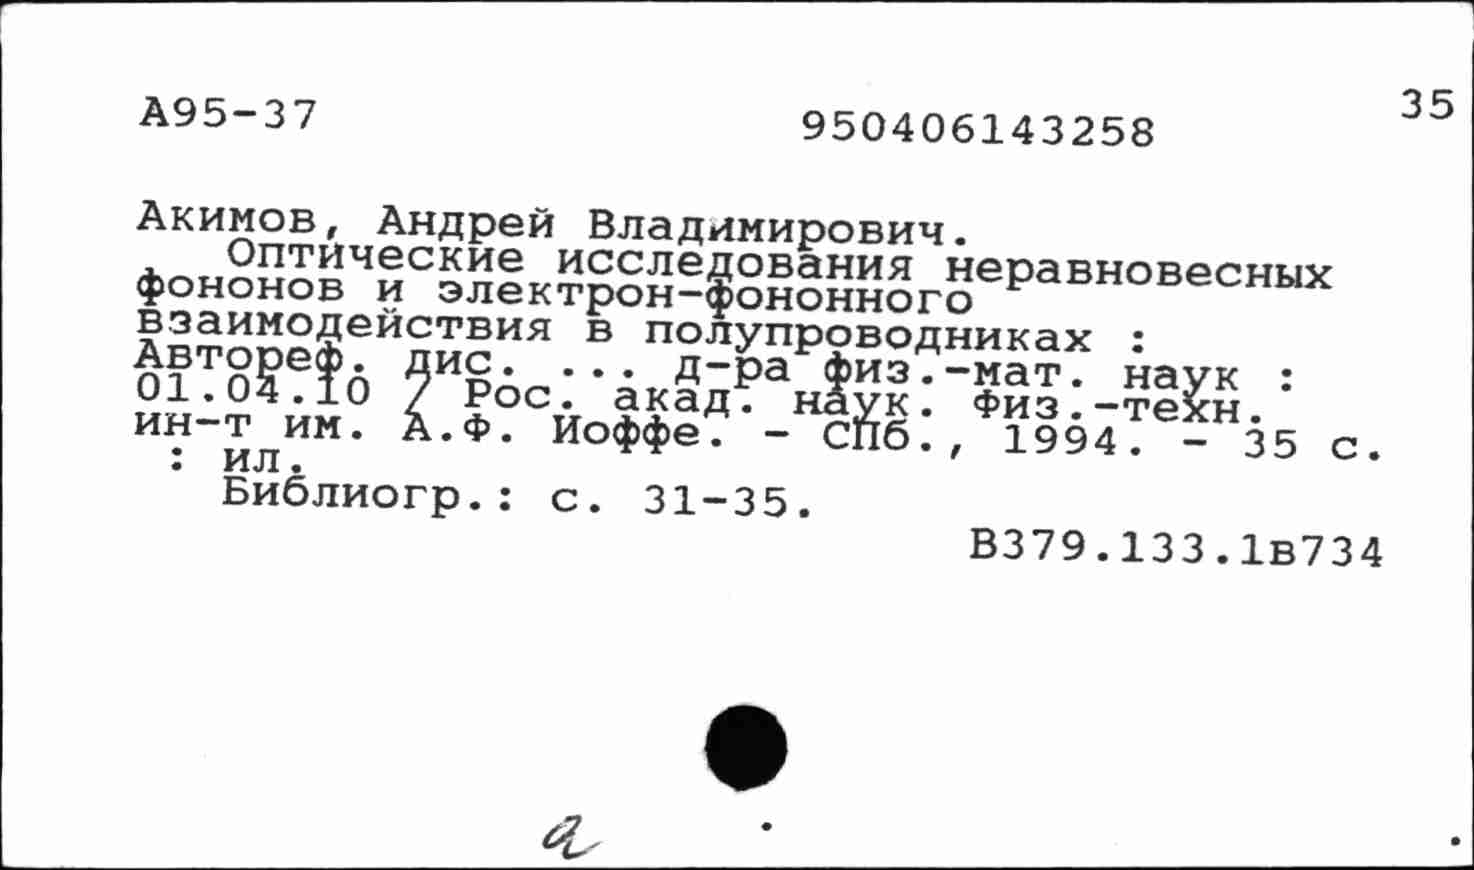 35
А95-37 950406143258
Акимов, Андрей Владимирович.
Оптические исследования неравновесных
фононов и электрон-фононного
взаимодействия в полупроводниках :
Автореф. дис. ... д-ра физ.-мат. наук :
01.04.10 / Рос. акад. наук. Физ.-техн.
ин-т им. А.Ф. Иоффе. - СПб., 1994. - 35 с.
: ил.
Библиогр.: с. 31-35.
В379.133.1в734
а